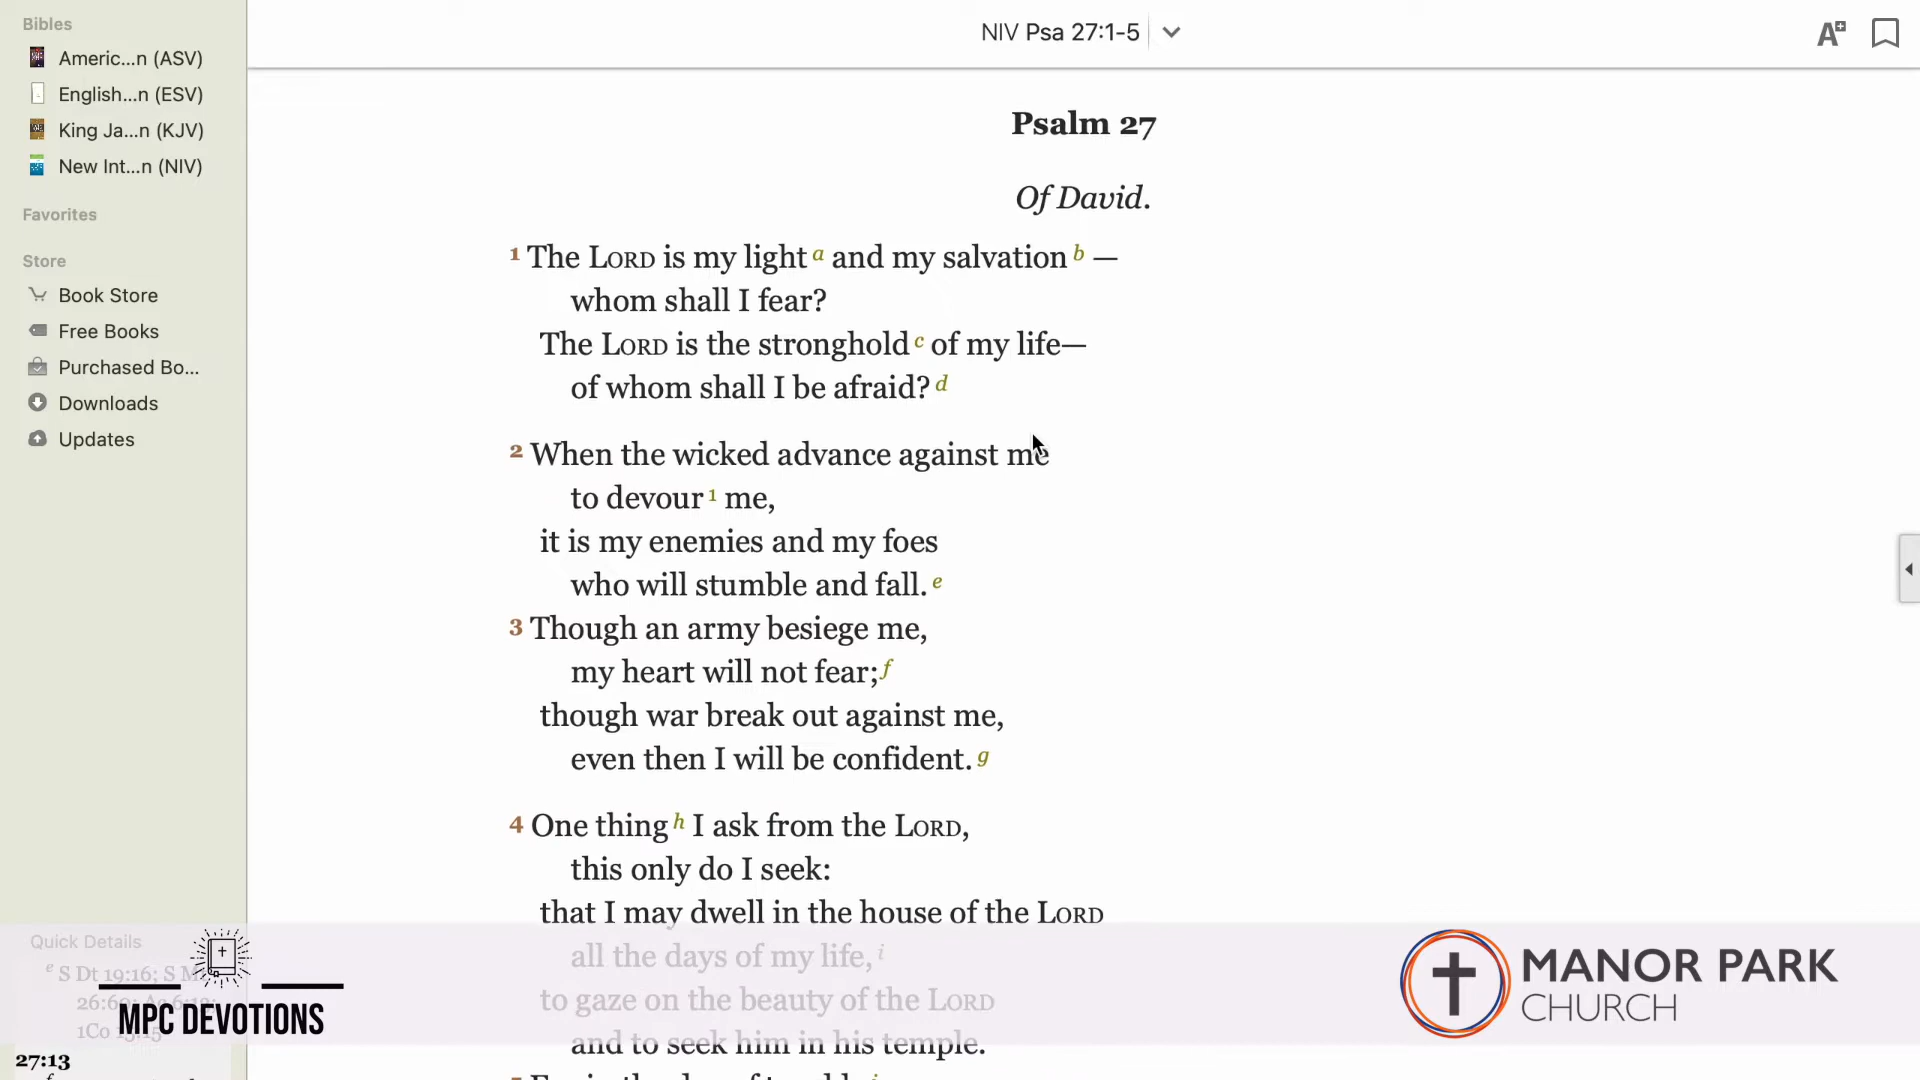 Bibles
Americ...n (ASV)
English...n (ESV)
King Ja...n (KJV)
New Int...n (NIV)
Favorites
Store
Book Store
Free Books
Purchased Bo...
Downloads
Updates
NIV Psa 27:1-5
A
Psalm 27
Of David.
1 The LORD is my light a and my salvation b —
whom shall I fear?
The LORD is the stronghold c of my life—
of whom shall I be afraid? d
2 When the wicked advance against me
to devour 1 me,
it is my enemies and my foes
who will stumble and fall. e
3 Though an army besiege me,
my heart will not fear; f
though war break out against me,
even then I will be confident. g
4 One thing h I ask from the LORD,
this only do I seek:
that I may dwell in the house of the LORD
all the days of my life, i
to gaze on the beauty of the LORD
and to seek him in his temple.
Quick Details
e S Dt 19:16; S
1Co
27:13
MPC DEVOTIONS
MANOR PARK
CHURCH